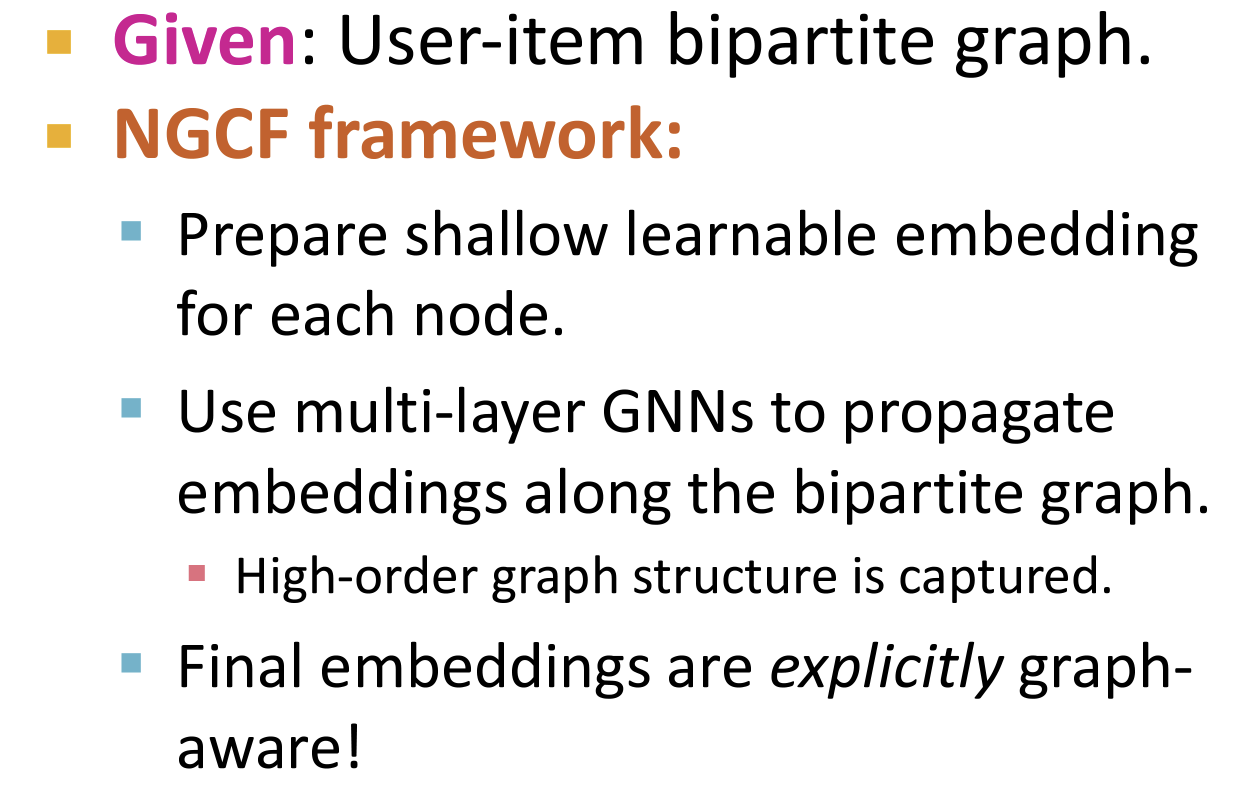 Given: User-item bipartite graph.
NGCF framework:
Prepare shallow learnable embedding
for each node.
Use multi-layer GNNs to propagate
embeddings along the bipartite graph.
High-order graph structure is captured.
Final embeddings are explicitly graph-
aware!